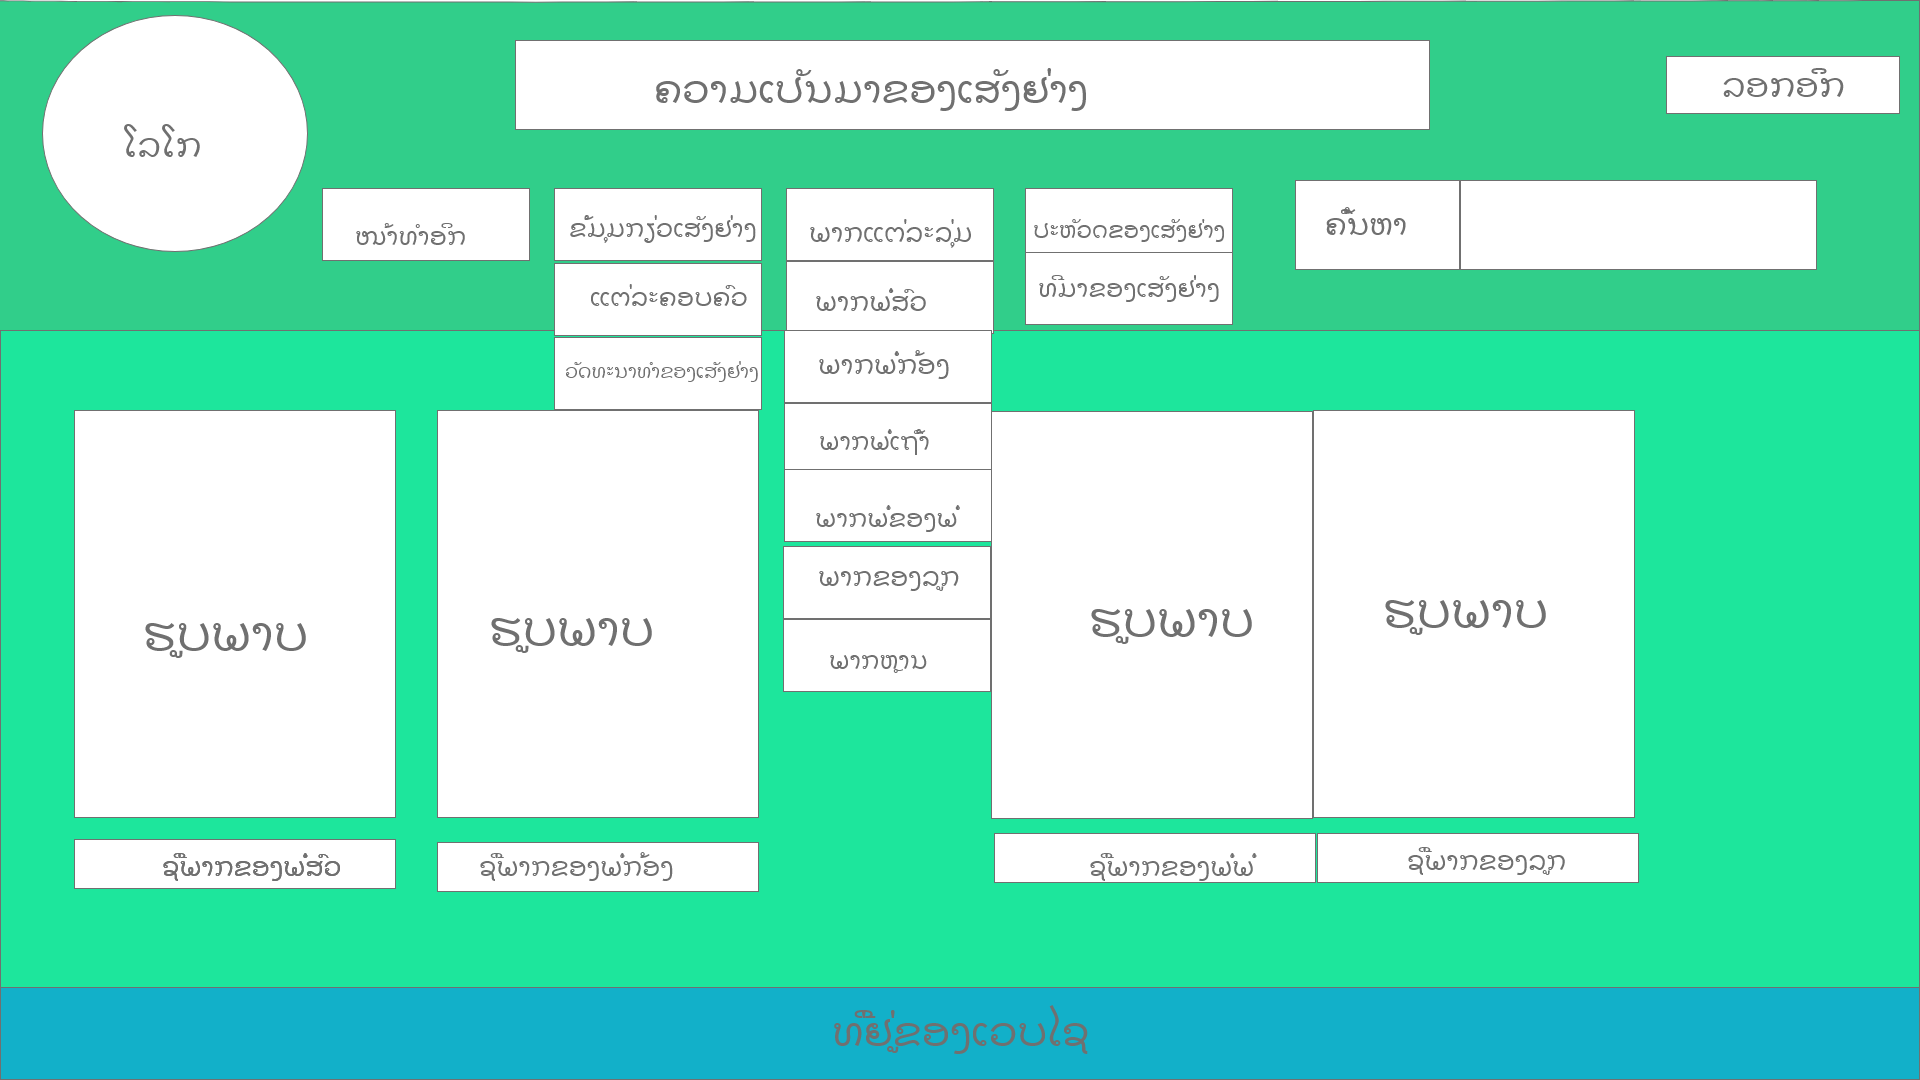 ຄວາມເປັນມາຂອງເສັງຢ່າງ
ລອກອິກ
ໂລໂກ
ໜ້າທຳອິກ
ຂໍ້ມຸມກ່ຽວເສັງຢ່າງ
ພາກແຕ່ລະລຸ່ມ
ປະຫັວດຂອງເສັງຢ່າງ
ຄົ້ນຫາ
ແຕ່ລະຄອບຄົວ
ພາກພໍ່ສົວ
ທີມາຂອງເສັງຢ່າງ
ວັດທະນາທຳຂອງເສັງຢ່າງ
ພາກພໍ່ກ້ອງ
ພາກພໍ່ເຖົ້າ
ພາກພໍ່ຂອງພໍ່
ພາກຂອງລູກ
ພາກຫຼານ
ຮູບພາບ
ຮູບພາບ
ຮູບພາບ
ຮູບພາບ
ຊື່ພາກຂອງພໍ່ສົວ
ຊື່ພາກຂອງພໍ່ກ້ອງ
ຊື່ພາກຂອງພໍ່ພໍ່
ຊື່ພາກຂອງລູກ
ທີ່ຢູ່ຂອງເວບໄຊ